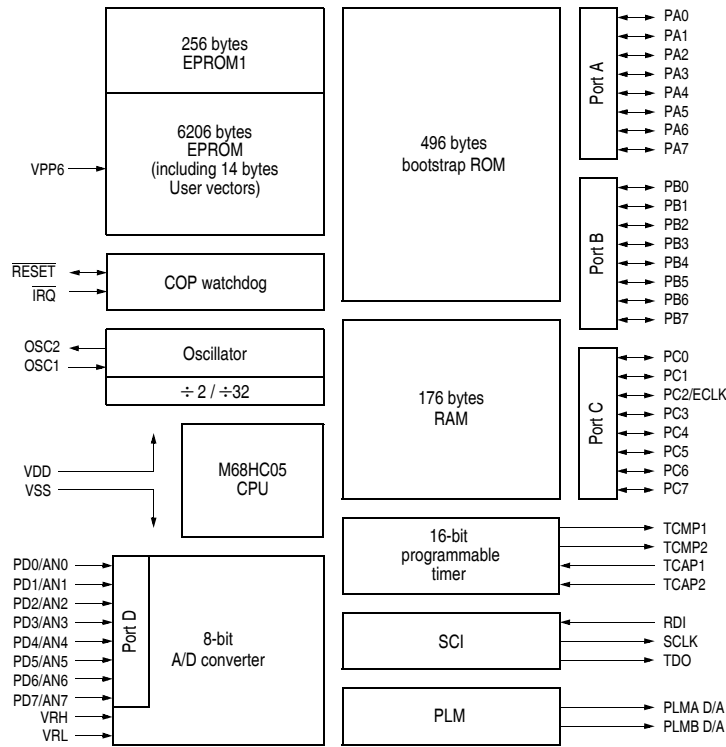 256 bytes
EPROM1
6206 bytes
EPROM
(including 14 bytes
User vectors)
VPP6
496 bytes
bootstrap ROM
Port A
PA0
PA1
PA2
PA3
PA4
PA5
PA6
PA7
Port B
PB0
PB1
PB2
PB3
PB4
PB5
PB6
PB7
RESET
IRQ
COP watchdog
OSC2
OSC1
Oscillator
÷ 2 / ÷32
176 bytes
RAM
Port C
PC0
PC1
PC2/ECLK
PC3
PC4
PC5
PC6
PC7
VDD
VSS
M68HC05
CPU
16-bit
programmable
timer
TCMP1
TCMP2
TCAP1
TCAP2
PD0/AN0
PD1/AN1
PD2/AN2
PD3/AN3
PD4/AN4
PD5/AN5
PD6/AN6
PD7/AN7
VRH
VRL
Port D
8-bit
A/D converter
SCI
RDI
SCLK
TDO
PLM
PLMA D/A
PLMB D/A